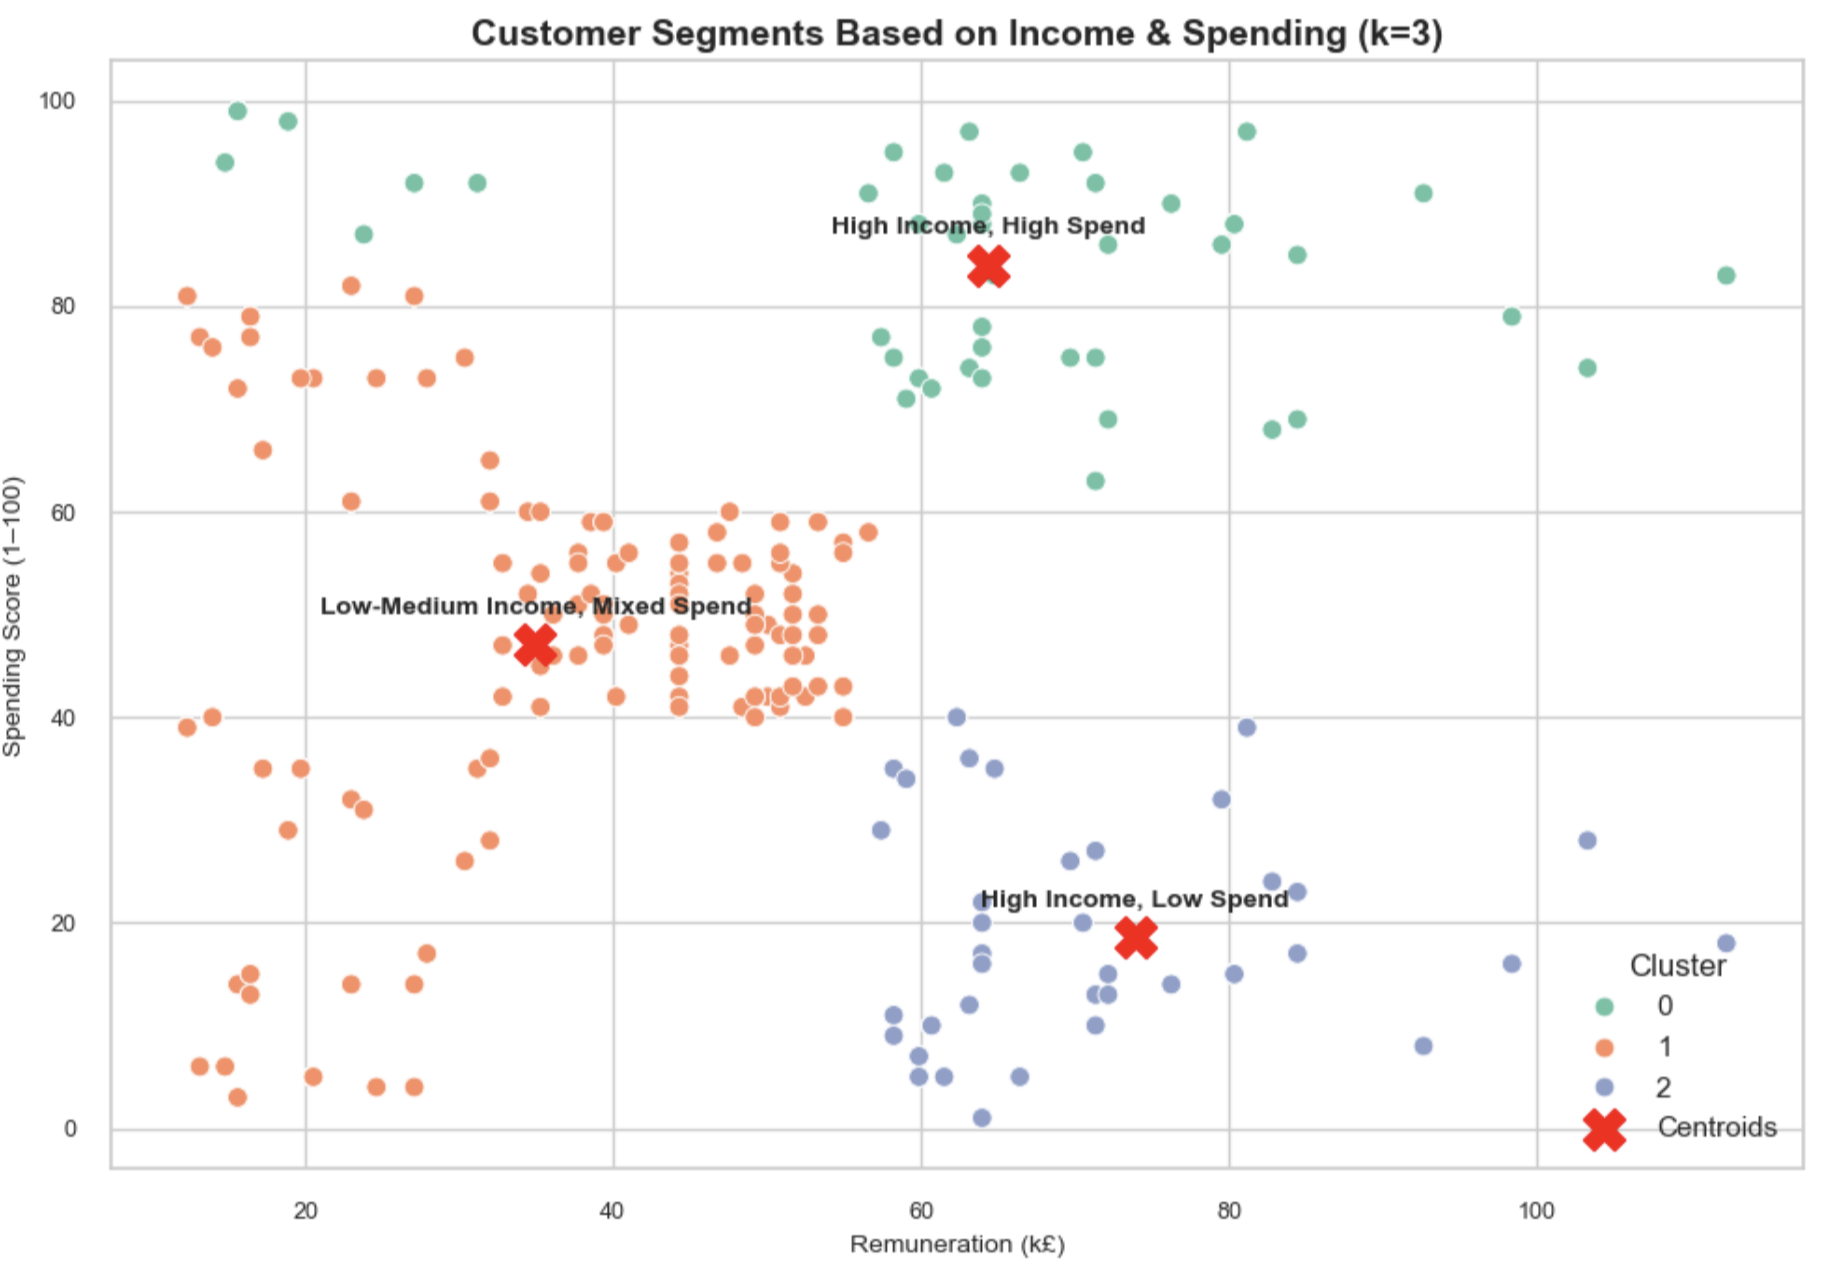 Customer Segments Based on Income & Spending (k=3)
100
80
60
40
20
0
Spending Score (1–100)
High Income, High Spend
Low-Medium Income, Mixed Spend
High Income, Low Spend
Cluster
0
1
2
Centroids
20
40
60
80
100
Remuneration (k£)